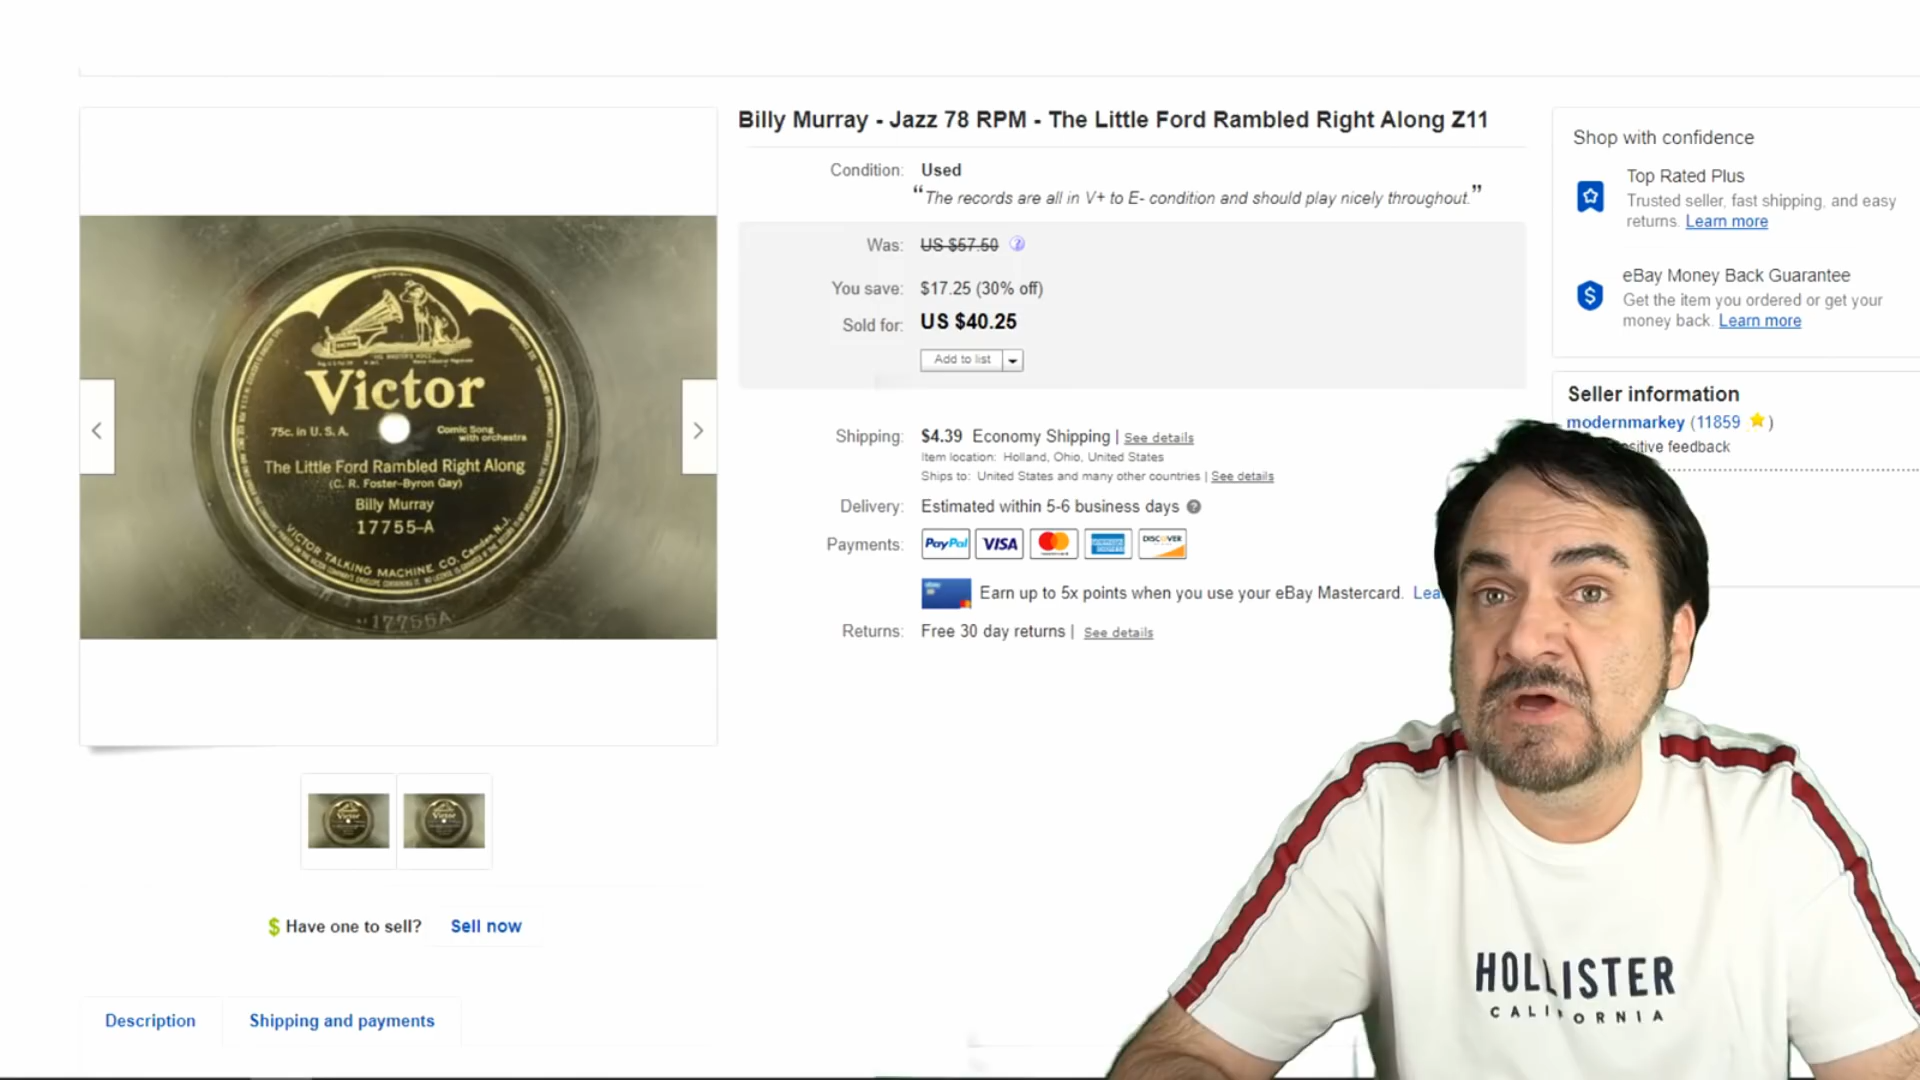 Billy Murray - Jazz 78 RPM - The Little Ford Rambled Right Along Z11
Condition: Used
“The records are all in V+ to E- condition and should play nicely throughout.”
Was: US $57.50
You save: $17.25 (30% off)
Sold for: US $40.25
Add to list
Shipping: $4.39 Economy Shipping | See details
Item location: Holland, Ohio, United States
Ships to: United States and many other countries | See details
Delivery: Estimated within 5-6 business days
Payments: PayPal VISA DISCOVER
Earn up to 5x points when you use your eBay Mastercard. Lea
Returns: Free 30 day returns | See details
Shop with confidence
Top Rated Plus
Trusted seller, fast shipping, and easy
returns. Learn more
eBay Money Back Guarantee
Get the item you ordered or get your
money back. Learn more
Seller information
modernmarkey (11859 )
sitive feedback
Victor
75c. in U.S.A.
Comic Song
with orchestra
The Little Ford Rambled Right Along
(C. R. Foster-Byron Gay)
Billy Murray
17755-A
VICTOR TALKING MACHINE CO. Camden, N.J.
$ Have one to sell? Sell now
Description
Shipping and payments
HOLLISTER
CALIFORNIA